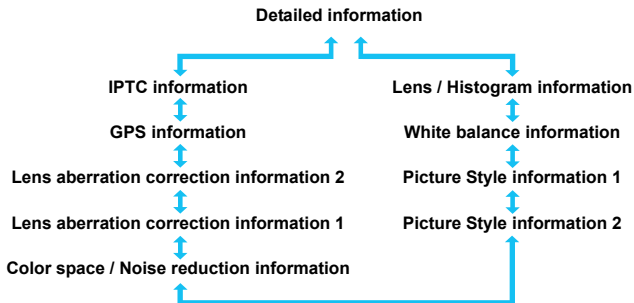 Detailed information
IPTC information
Lens / Histogram information
GPS information
White balance information
Lens aberration correction information 2
Picture Style information 1
Lens aberration correction information 1
Picture Style information 2
Color space / Noise reduction information